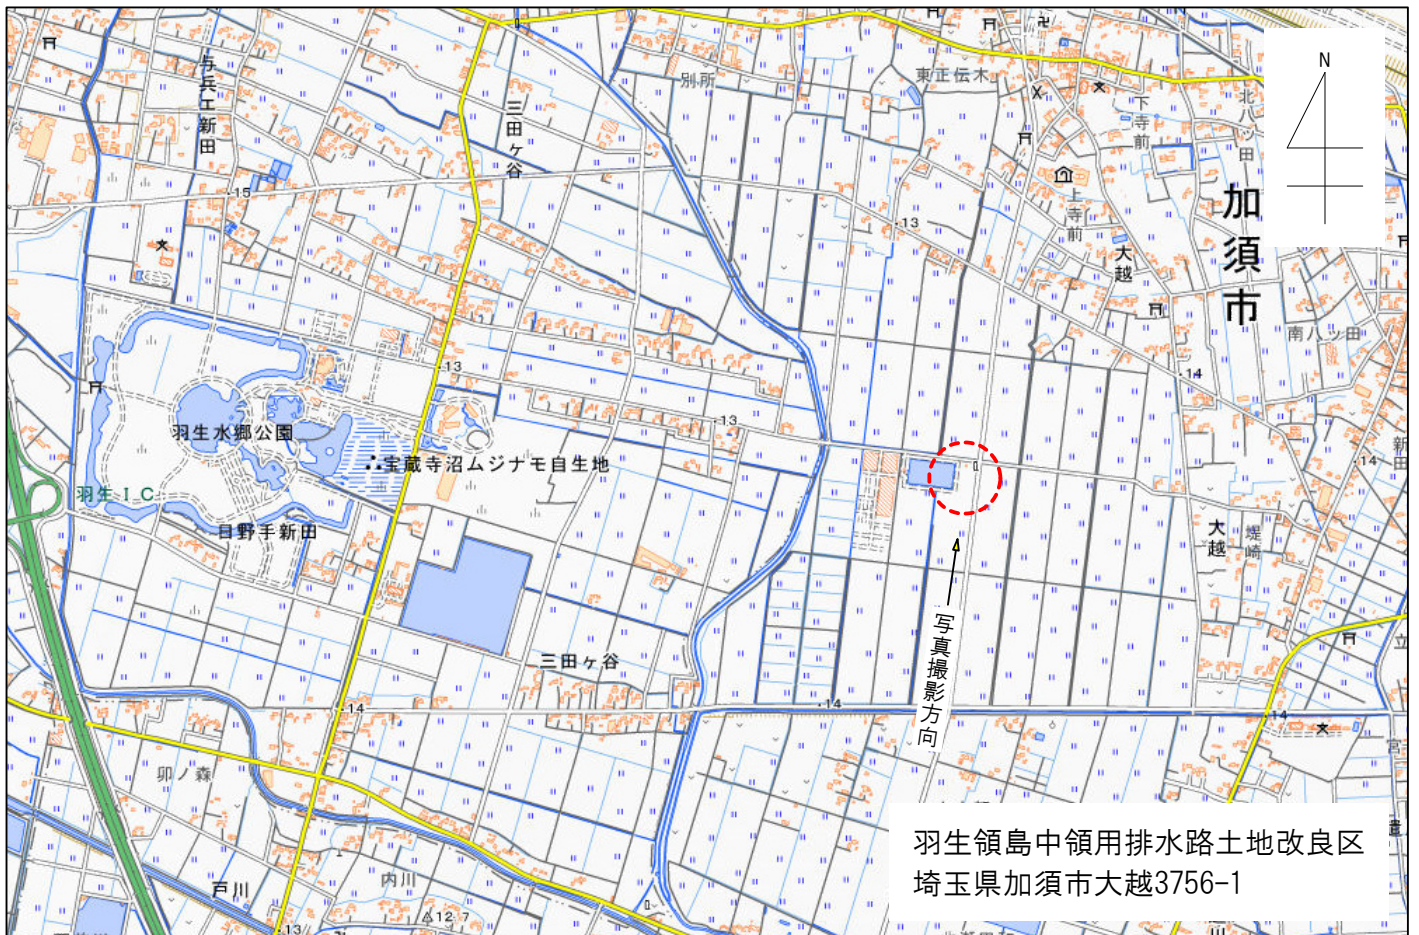 N
別所
東正伝木
下寺前
北八ツ田
与兵エ新田
三田ケ谷
加須市
上寺前
大越
15
13
13
南八ツ田
14
13
羽生水郷公園
宝蔵寺沼ムジナモ自生地
羽生IC
日野手新田
新田
14
大越
堤崎
写真撮影方向
三田ケ谷
立
14
14
14
卯ノ森
宮
戸川
内川
12.7
13
羽生領島中領用排水路土地改良区
埼玉県加須市大越3756-1